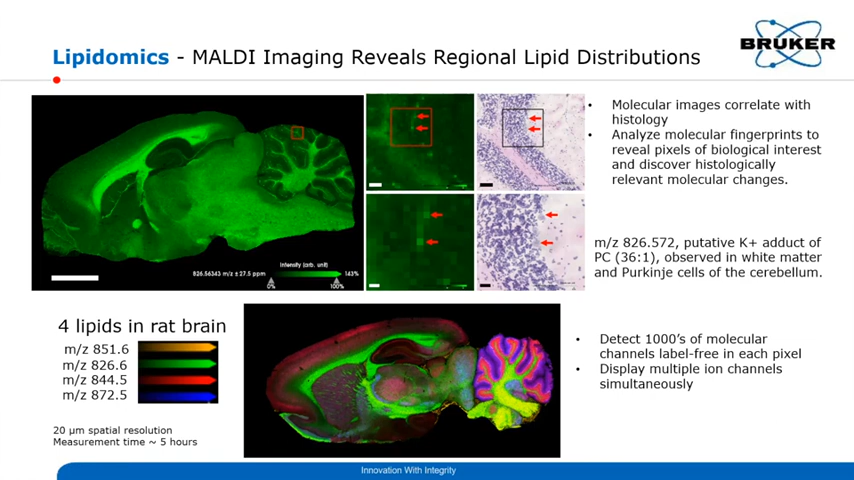 Lipidomics - MALDI Imaging Reveals Regional Lipid Distributions
BRUKER
• Molecular images correlate with
histology
• Analyze molecular fingerprints to
reveal pixels of biological interest
and discover histologically
relevant molecular changes.
Intensity (arb. unit)
826.56343 m/z ± 27.5 ppm
143%
0%
100%
m/z 826.572, putative K+ adduct of
PC (36:1), observed in white matter
and Purkinje cells of the cerebellum.
4 lipids in rat brain
m/z 851.6
m/z 826.6
m/z 844.5
m/z 872.5
20 µm spatial resolution
Measurement time ~ 5 hours
• Detect 1000's of molecular
channels label-free in each pixel
• Display multiple ion channels
simultaneously
Innovation With Integrity